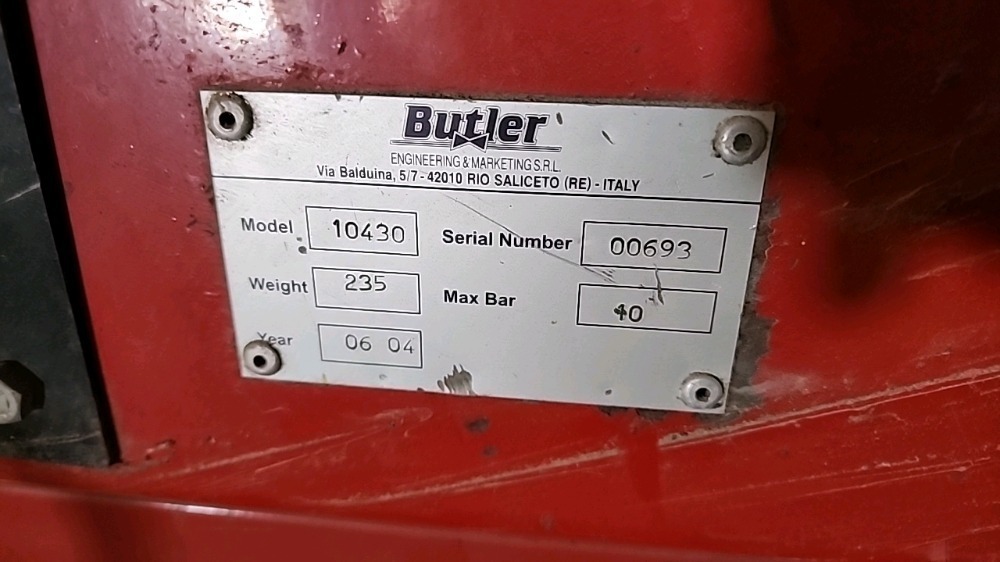 Butler
ENGINEERING & MARKETING S.R.L.
Via Balduina, 5/7 - 42010 RIO SALICETO (RE) - ITALY
Model 10430 Serial Number 00693
Weight 235 Max Bar 10
Year 06 04